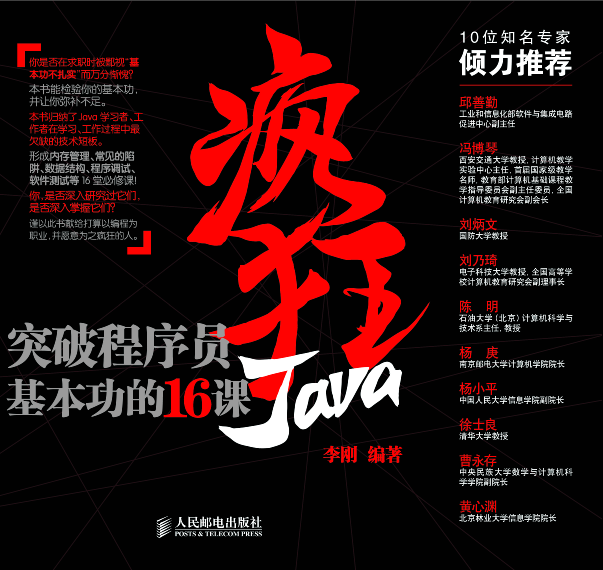 你是否在求职时被鄙视“基
本功不扎实”而万分惭愧?
本书能检验你的基本功,
并让你弥补不足。
本书归纳了 Java 学习者、工
作者在学习、工作过程中最
欠缺的技术短板。
形成内存管理、常见的陷
阱、数据结构、程序调试、
软件测试等 16 堂必修课!
你,是否深入研究过它们,
是否深入掌握它们?
谨以此书献给打算以编程为
职业,并愿意为之疯狂的人。
疯狂
Java
突破程序员
基本功的16课
李刚 编著
人民邮电出版社
POSTS & TELECOM PRESS
10位知名专家
倾力推荐
邱善勤
工业和信息化部软件与集成电路
促进中心副主任
冯博琴
西安交通大学教授,计算机教学
实验中心主任,首届国家级教学
名师,教育部计算机基础课程教
学指导委员会副主任委员,全国
计算机教育研究会副会长
刘炳文
国防大学教授
刘乃琦
电子科技大学教授,全国高等学
校计算机教育研究会副理事长
陈 明
石油大学(北京)计算机科学与
技术系主任,教授
杨 庚
南京邮电大学计算机学院院长
杨小平
中国人民大学信息学院副院长
徐士良
清华大学教授
曹永存
中央民族大学数学与计算机科
学学院副院长
黄心渊
北京林业大学信息学院院长